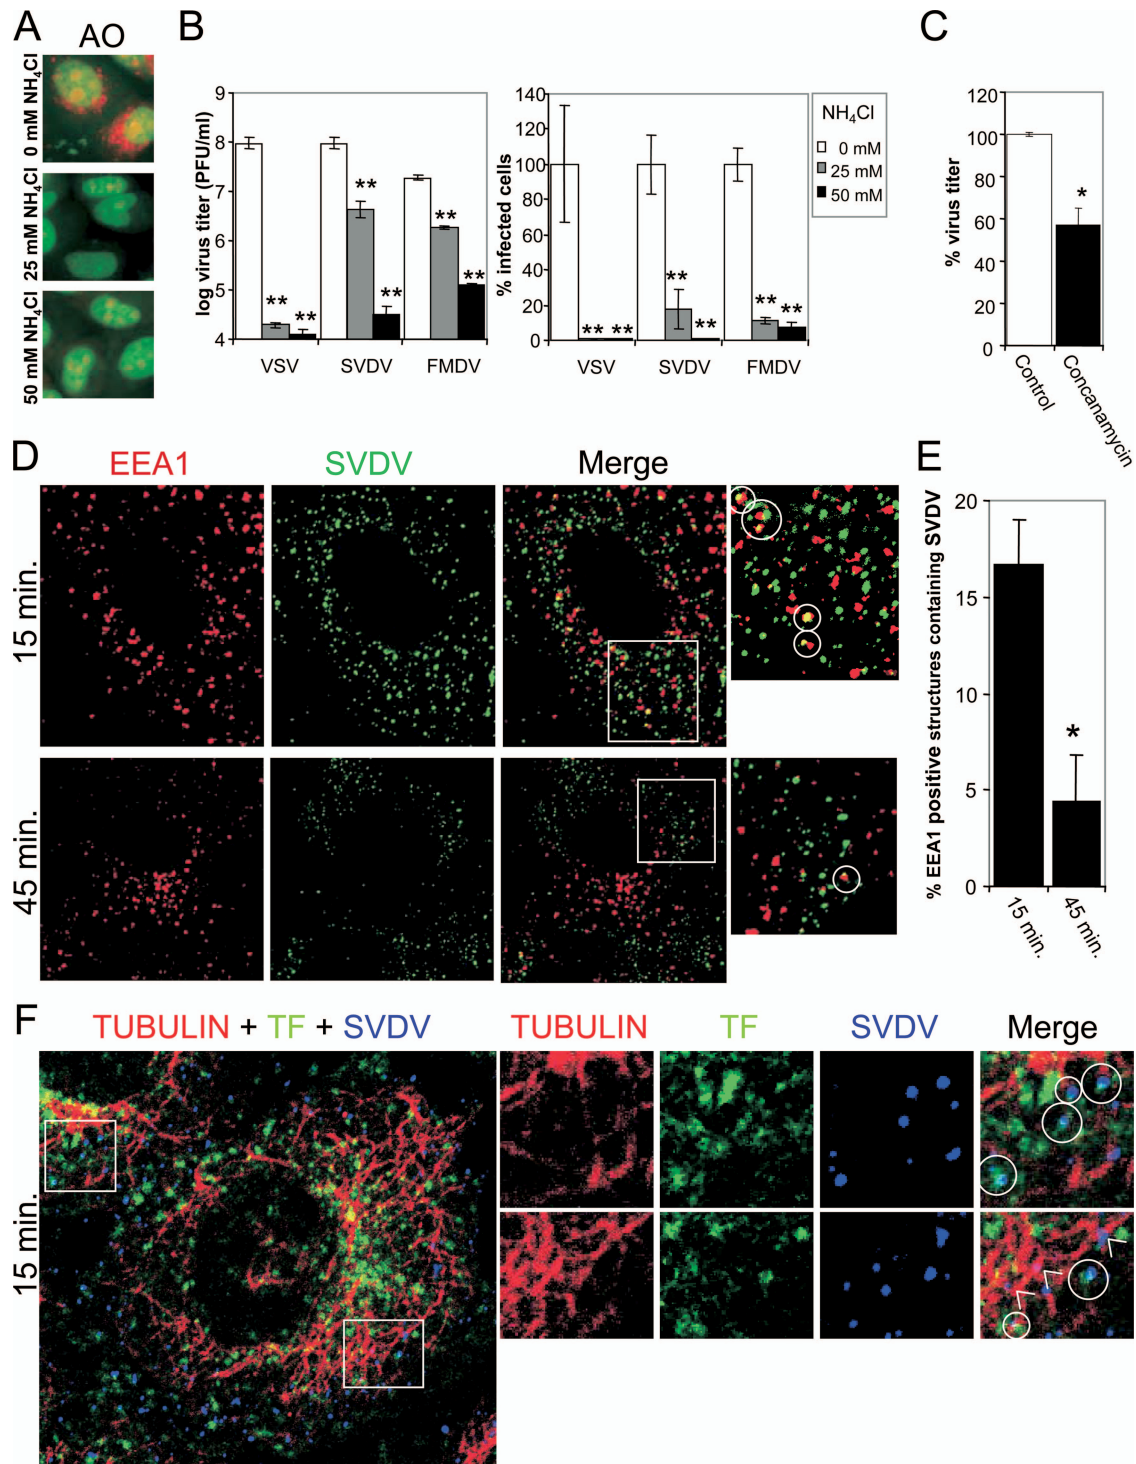 A
AO
0 mM NH4Cl
25 mM NH4Cl
50 mM NH4Cl
B
log virus titer (PFU/ml)
9
8
7
6
5
4
**
**
**
**
**
**
VSV
SVDV
FMDV
% infected cells
140
120
100
80
60
40
20
0
** **
**
**
**
**
VSV
SVDV
FMDV
NH4Cl
0 mM
25 mM
50 mM
C
% virus titer
120
100
80
60
40
20
0
*
Control
Concanamycin
D
EEA1
SVDV
Merge
15 min.
45 min.
E
% EEA1 positive structures containing SVDV
20
15
10
5
0
*
15 min.
45 min.
F
TUBULIN + TF + SVDV
TUBULIN
TF
SVDV
Merge
15 min.